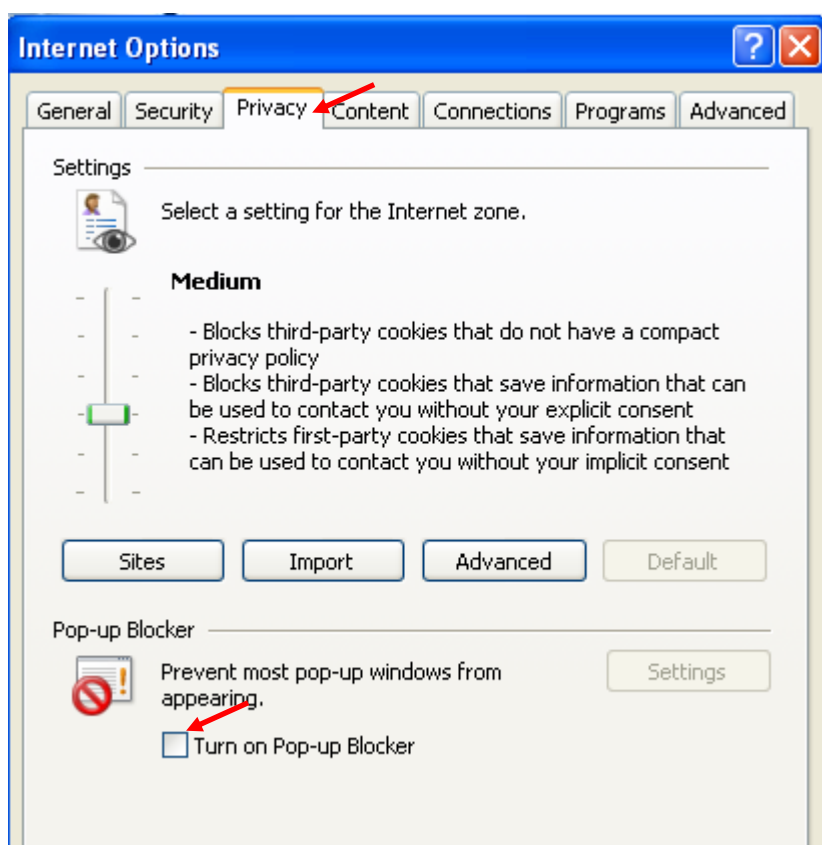 Internet Options
General Security Privacy Content Connections Programs Advanced
Settings
Select a setting for the Internet zone.
Medium
- Blocks third-party cookies that do not have a compact
privacy policy
- Blocks third-party cookies that save information that can
be used to contact you without your explicit consent
- Restricts first-party cookies that save information that
can be used to contact you without your implicit consent
Sites Import Advanced Default
Pop-up Blocker
Prevent most pop-up windows from Settings
appearing.
Turn on Pop-up Blocker